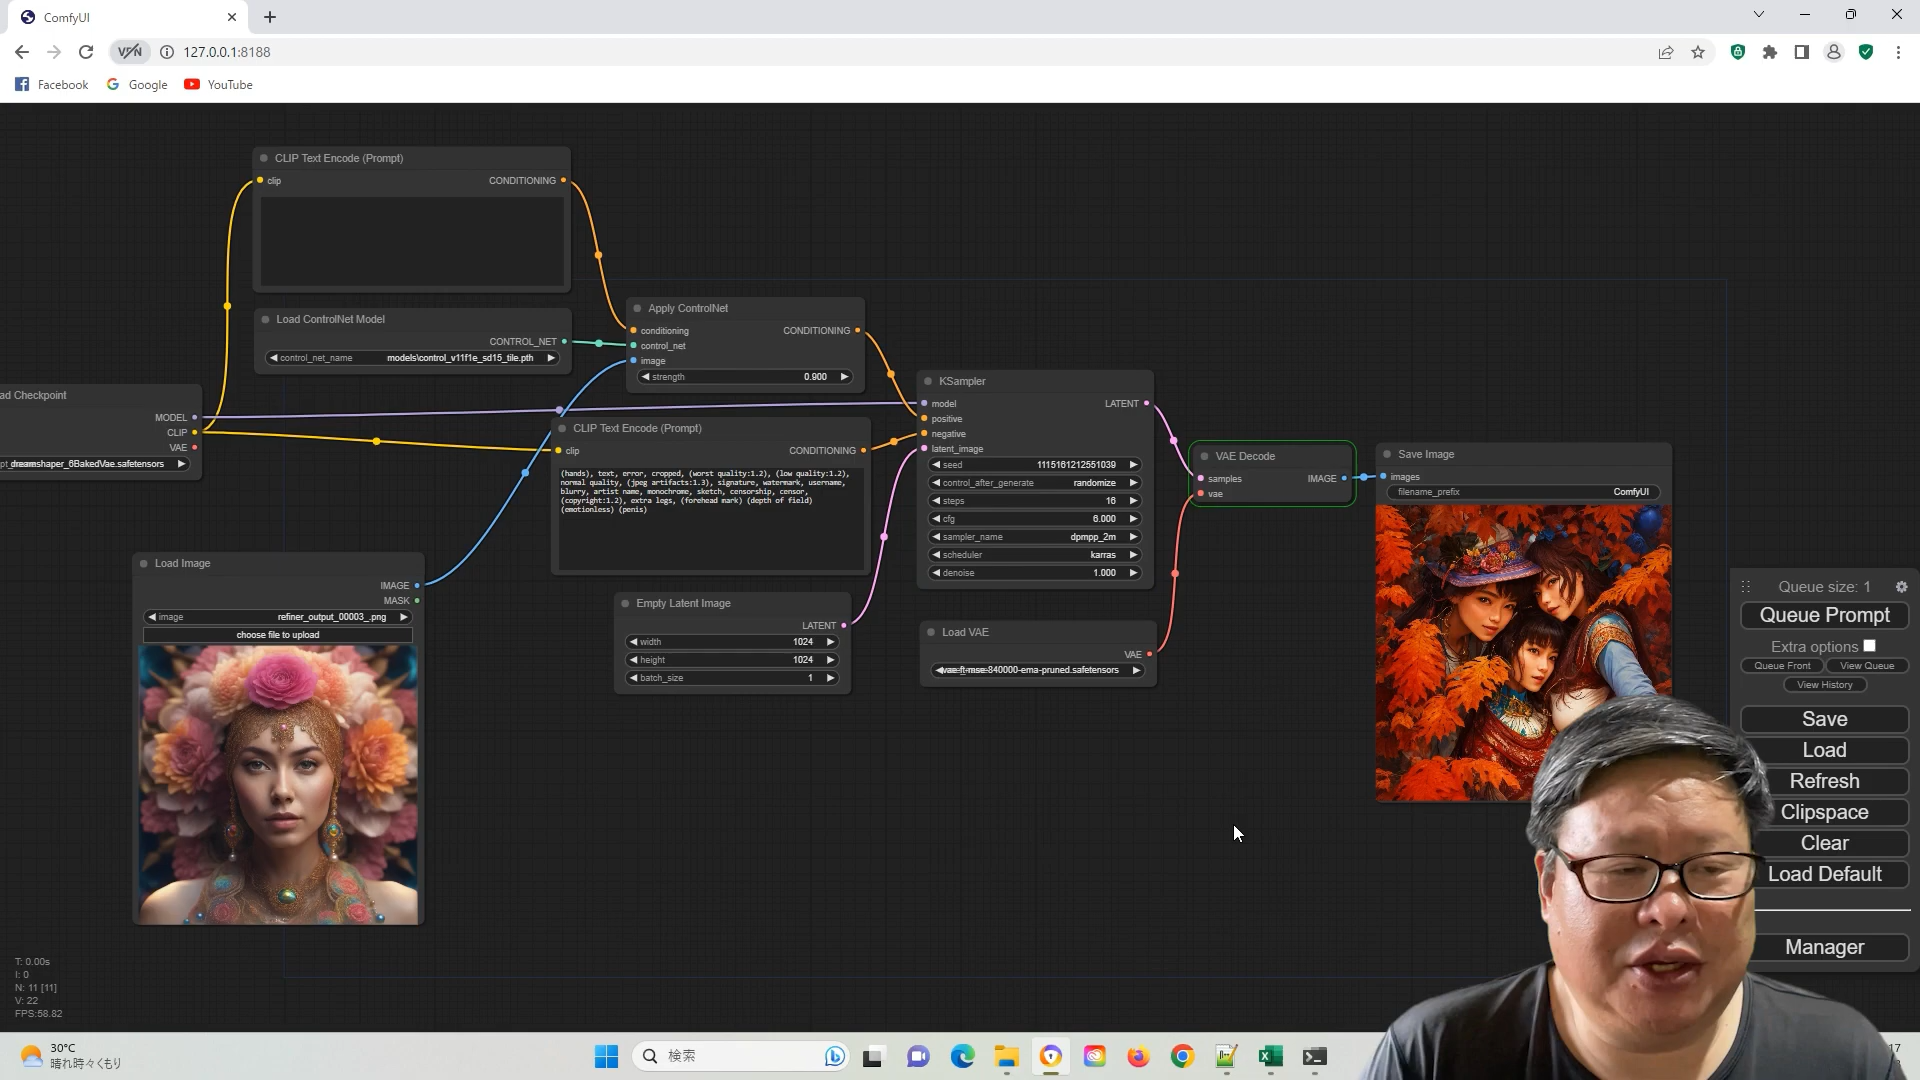 ComfyUI
VPN
127.0.0.1:8188
Facebook
Google
YouTube
CLIP Text Encode (Prompt)
clip
CONDITIONING
Load ControlNet Model
CONTROL_NET
control_net_name
models\control_v11f1e_sd15_tile.pth
Apply ControlNet
conditioning
CONDITIONING
control_net
image
strength
0.900
ad Checkpoint
MODEL
CLIP
VAE
dreamshaper_6BakedVae.safetensors
CLIP Text Encode (Prompt)
clip
CONDITIONING
(hands), text, error, cropped, (worst quality:1.2), (low quality:1.2),
normal quality, (jpeg artifacts:1.3), signature, watermark, username,
blurry, artist name, monochrome, sketch, censorship, censor,
(copyright:1.2), extra legs, (forehead mark) (depth of field)
(emotionless) (penis)
KSampler
model
LATENT
positive
negative
latent_image
seed
1115161212551039
control_after_generate
randomize
steps
16
cfg
6.000
sampler_name
dpmpp_2m
scheduler
karras
denoise
1.000
VAE Decode
samples
IMAGE
vae
Save Image
images
filename_prefix
ComfyUI
Load Image
IMAGE
MASK
image
refiner_output_00003_.png
choose file to upload
Empty Latent Image
LATENT
width
1024
height
1024
batch_size
1
Load VAE
VAE
vae-ft-mse-840000-ema-pruned.safetensors
Queue size: 1
Queue Prompt
Extra options
Queue Front
View Queue
View History
Save
Load
Refresh
Clipspace
Clear
Load Default
Manager
T: 0.00s
I: 0
N: 11 [11]
V: 22
FPS:58.82
30°C
晴れ時々くもり
検索
17